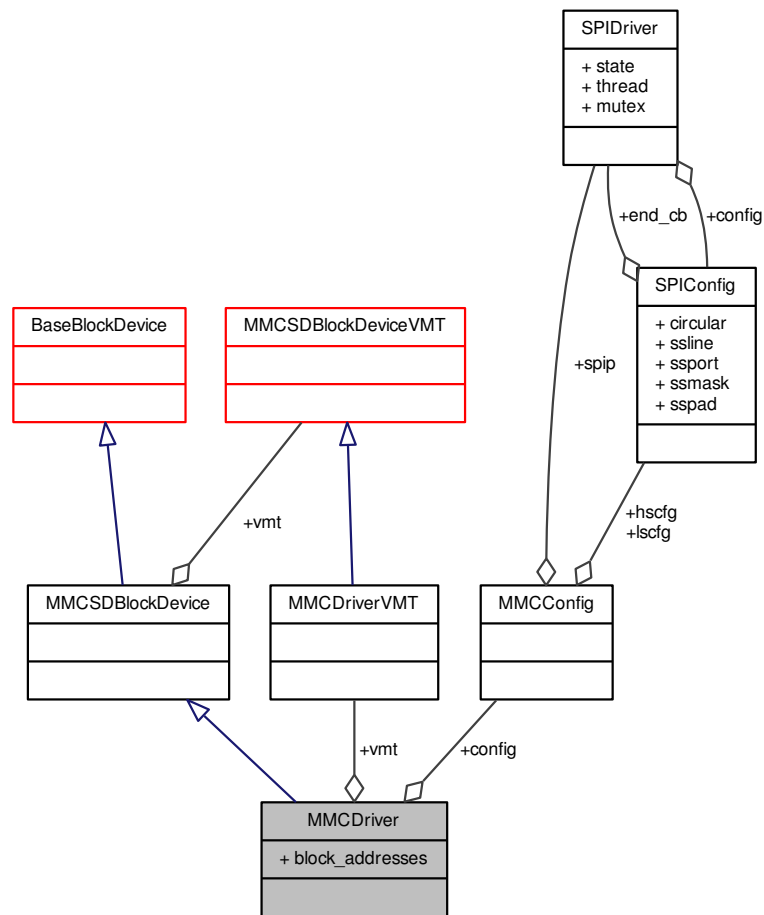 SPIDriver
+ state
+ thread
+ mutex
+end_cb
+config
SPIConfig
+ circular
+ ssline
+ ssport
+ ssmask
+ sspad
BaseBlockDevice
MMCSDBlockDeviceVMT
+spip
+vmt
+hscfg
+lscfg
MMCSDBlockDevice
MMCDriverVMT
MMCConfig
+vmt
+config
MMCDriver
+ block_addresses